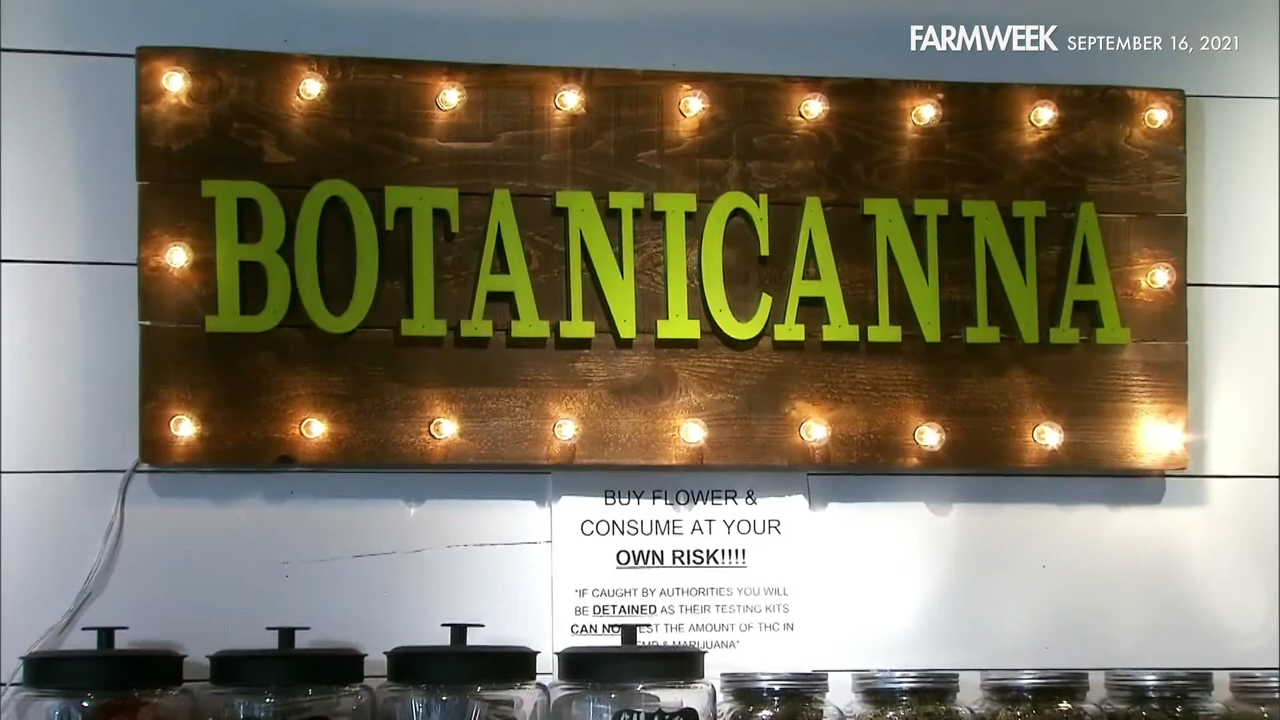 FARMWEEK SEPTEMBER 16, 2021
BOTANICANNA
BUY FLOWER &
CONSUME AT YOUR
OWN RISK!!!!
*IF CAUGHT BY AUTHORITIES YOU WILL
BE DETAINED AS THEIR TESTING KITS
CAN THE AMOUNT OF THC IN
& MARIJUANA*